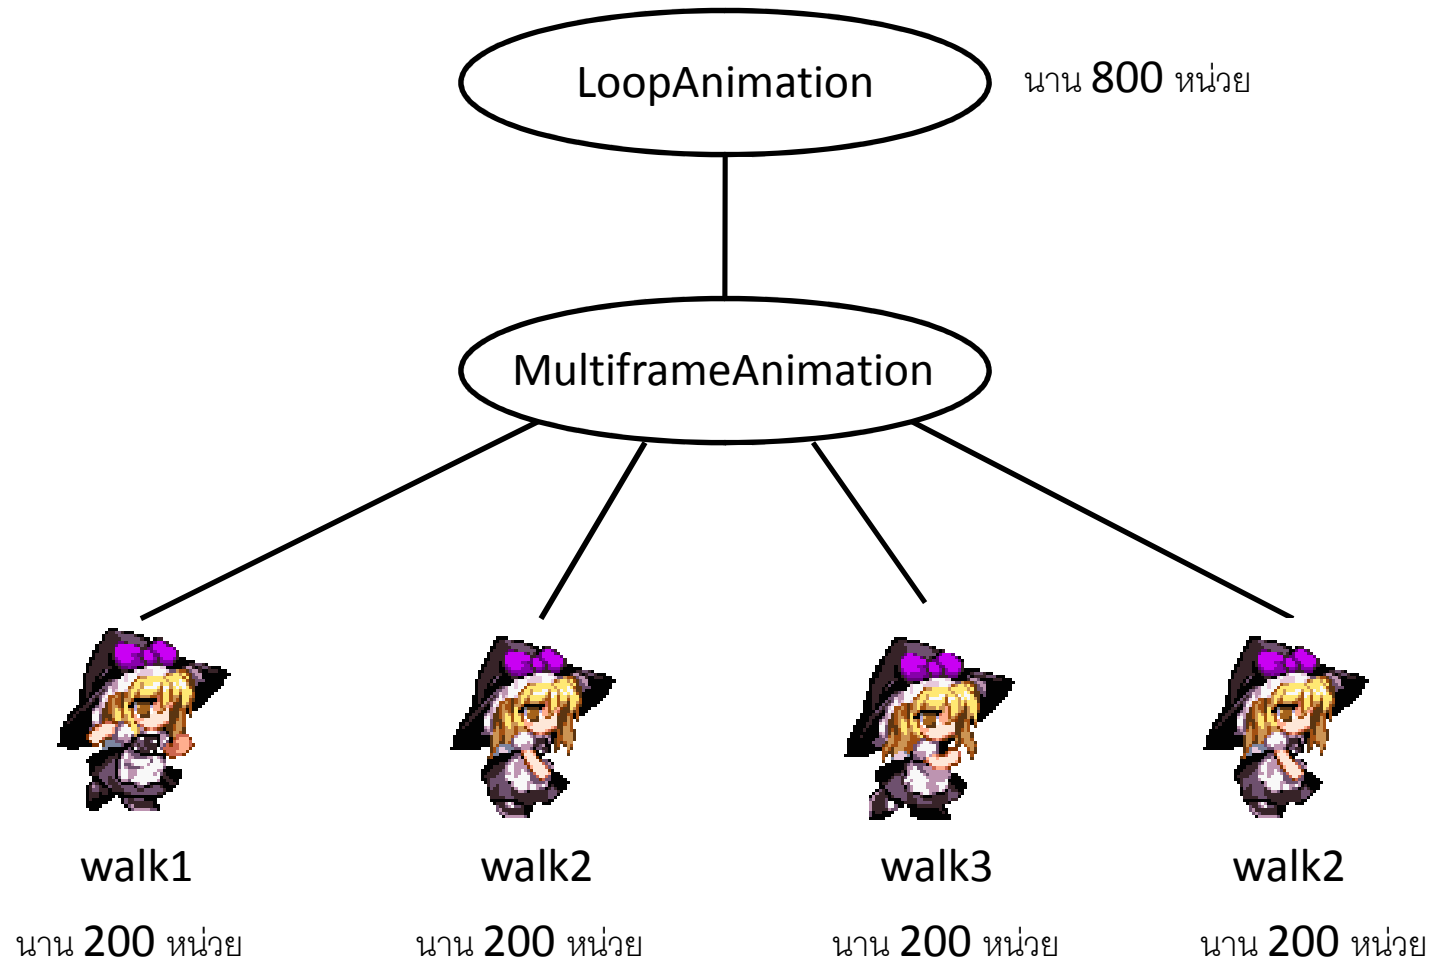 LoopAnimation นาน 800 หน่วย
MultiframeAnimation
walk1 walk2 walk3 walk2
นาน 200 หน่วย นาน 200 หน่วย นาน 200 หน่วย นาน 200 หน่วย